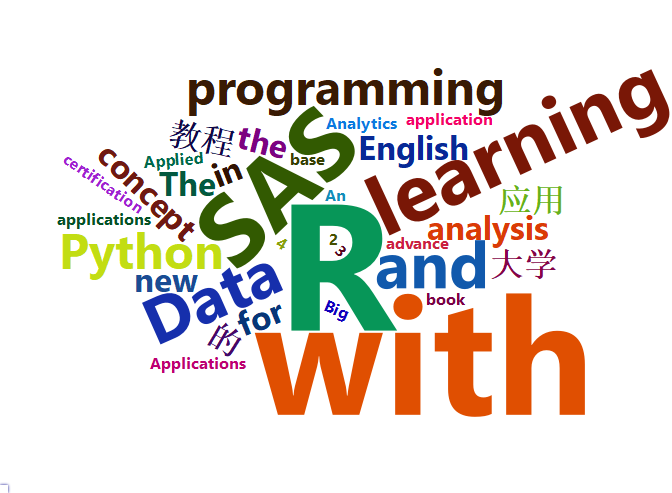 programming
learning
SAS
Analytics
application
教程
the
base
English
concept
Applied
certification
The
in
An
应用
applications
analysis
Python
4
R
2
3
advance
and
大学
new
Data
for
Big
book
的
with
Applications